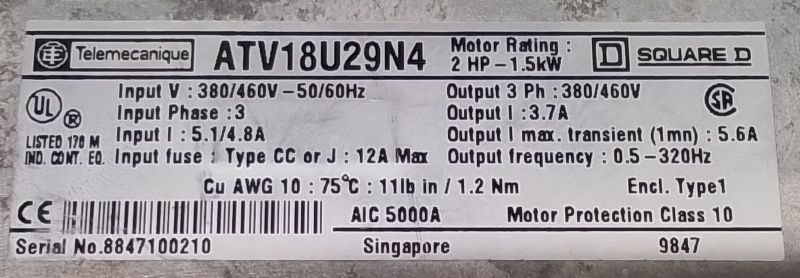 Telemecanique ATV18U29N4 Motor Rating : 2 HP-1.5kW D SQUARE D
Input V : 380/460V-50/60Hz Output 3 Ph : 380/460V
UL ® Input Phase : 3 Output I : 3.7A SA
LISTED 170 M Input I : 5.1/4.8A Output I max. transient (1mn) : 5.6A
IND. CONT. EQ. Input fuse : Type CC or J : 12A Max Output frequency : 0.5-320Hz
Cu AWG 10 : 75°C : 11lb in / 1.2 Nm Encl. Type1
CE AIC 5000A Motor Protection Class 10
Serial No.8847100210 Singapore 9847